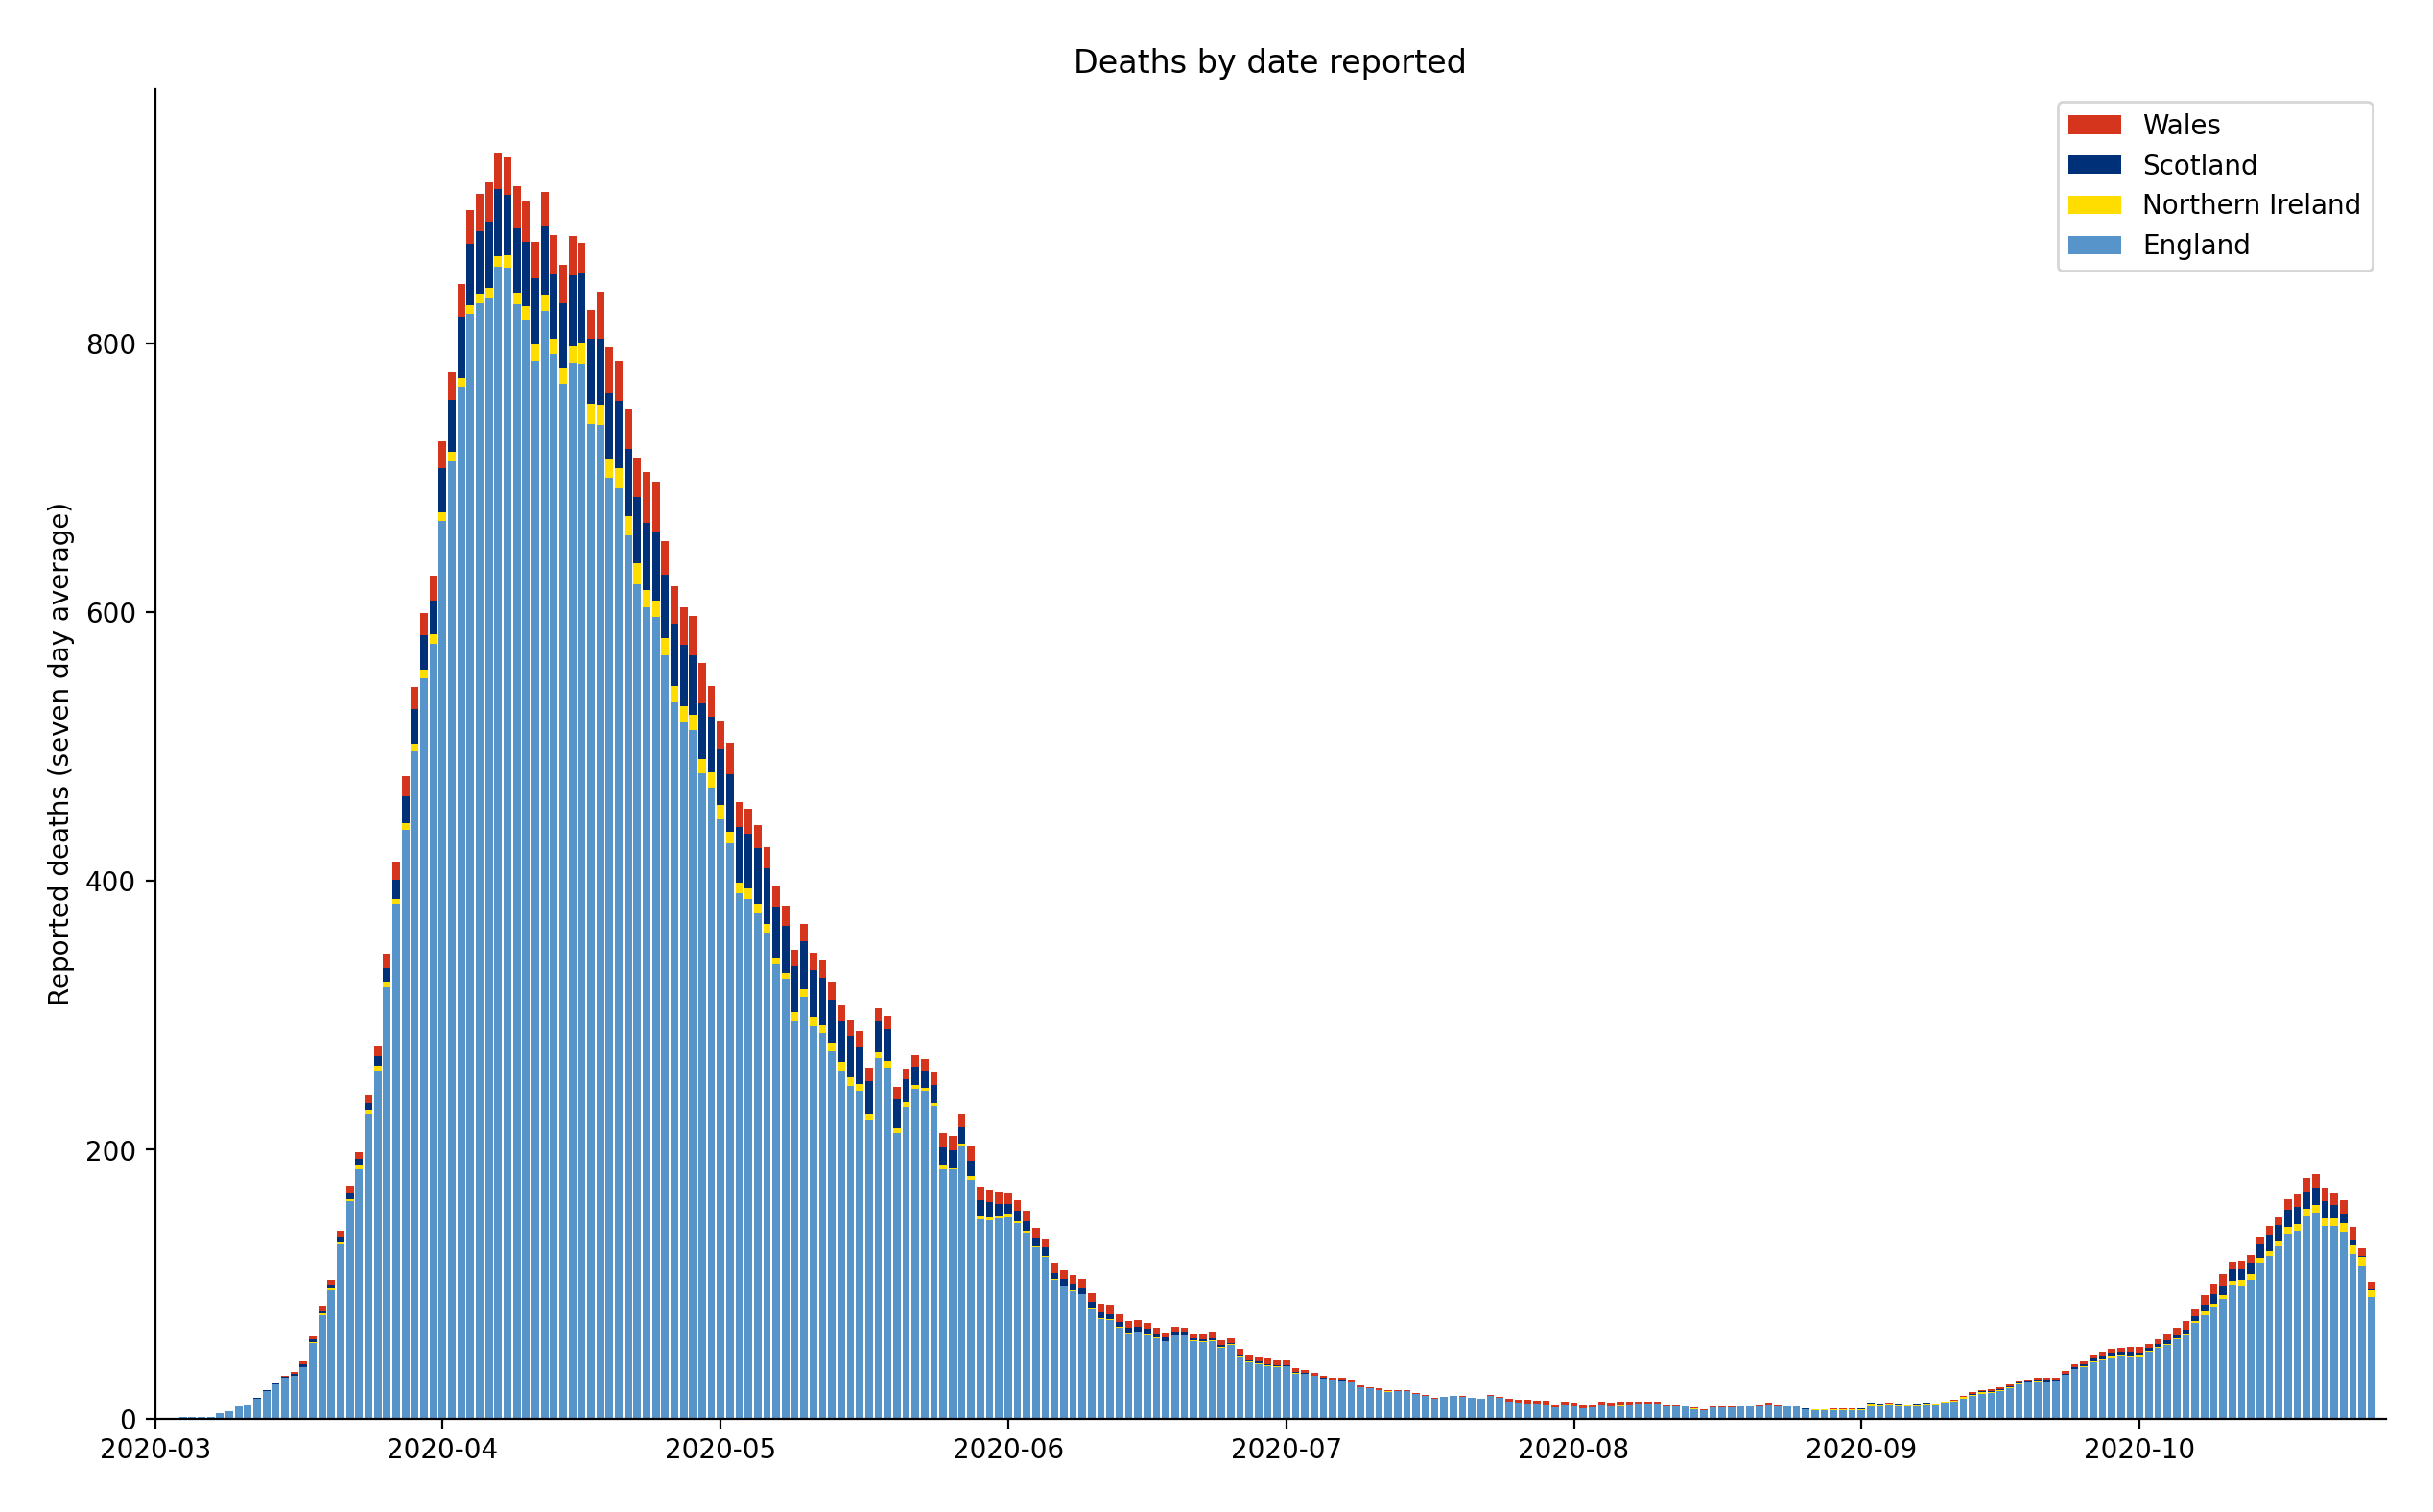 Deaths by date reported
Wales
Scotland
Northern Ireland
England
Reported deaths (seven day average)
800
600
400
200
0
2020-03 2020-04 2020-05 2020-06 2020-07 2020-08 2020-09 2020-10